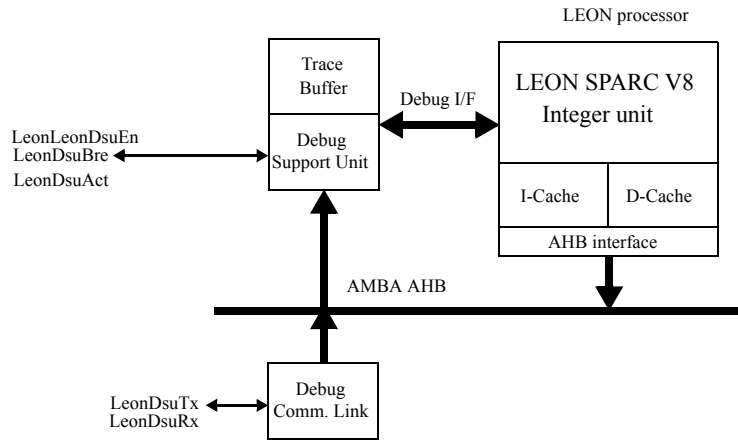 LEON processor
Trace
Buffer
Debug I/F
LEON SPARC V8
Integer unit
LeonLeonDsuEn
LeonDsuBre
LeonDsuAct
Debug
Support Unit
I-Cache
D-Cache
AHB interface
AMBA AHB
Debug
Comm. Link
LeonDsuTx
LeonDsuRx